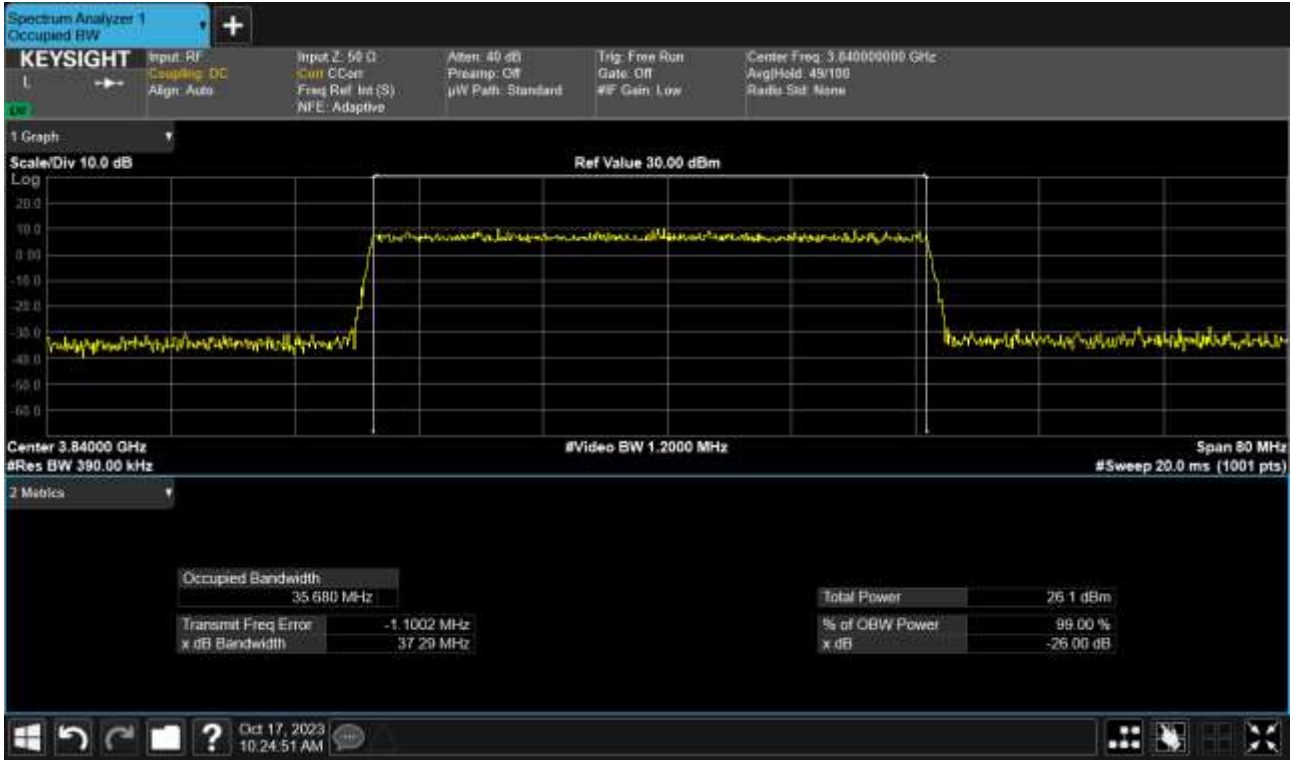 Spectrum Analyzer 1
Occupied BW
KEYSIGHT
L
Input: RF
Coupling: DC
Align: Auto
Input Z: 50 Ω
Corr CCorr
Freq Ref: Int (S)
NFE: Adaptive
Atten: 40 dB
Preamp: Off
µW Path: Standard
Trig: Free Run
Gate: Off
#IF Gain: Low
Center Freq: 3.840000000 GHz
Avg|Hold: 49/100
Radio Std: None
1 Graph
Scale/Div 10.0 dB
Ref Value 30.00 dBm
Log
20.0
10.0
0.00
-10.0
-20.0
-30.0
-40.0
-50.0
-60.0
Center 3.84000 GHz
#Video BW 1.2000 MHz
Span 80 MHz
#Res BW 390.00 kHz
#Sweep 20.0 ms (1001 pts)
2 Metrics
Occupied Bandwidth
35.680 MHz
Total Power 26.1 dBm
Transmit Freq Error -1.1002 MHz
% of OBW Power 99.00 %
x dB Bandwidth 37.29 MHz
x dB -26.00 dB
Oct 17, 2023
10:24:51 AM